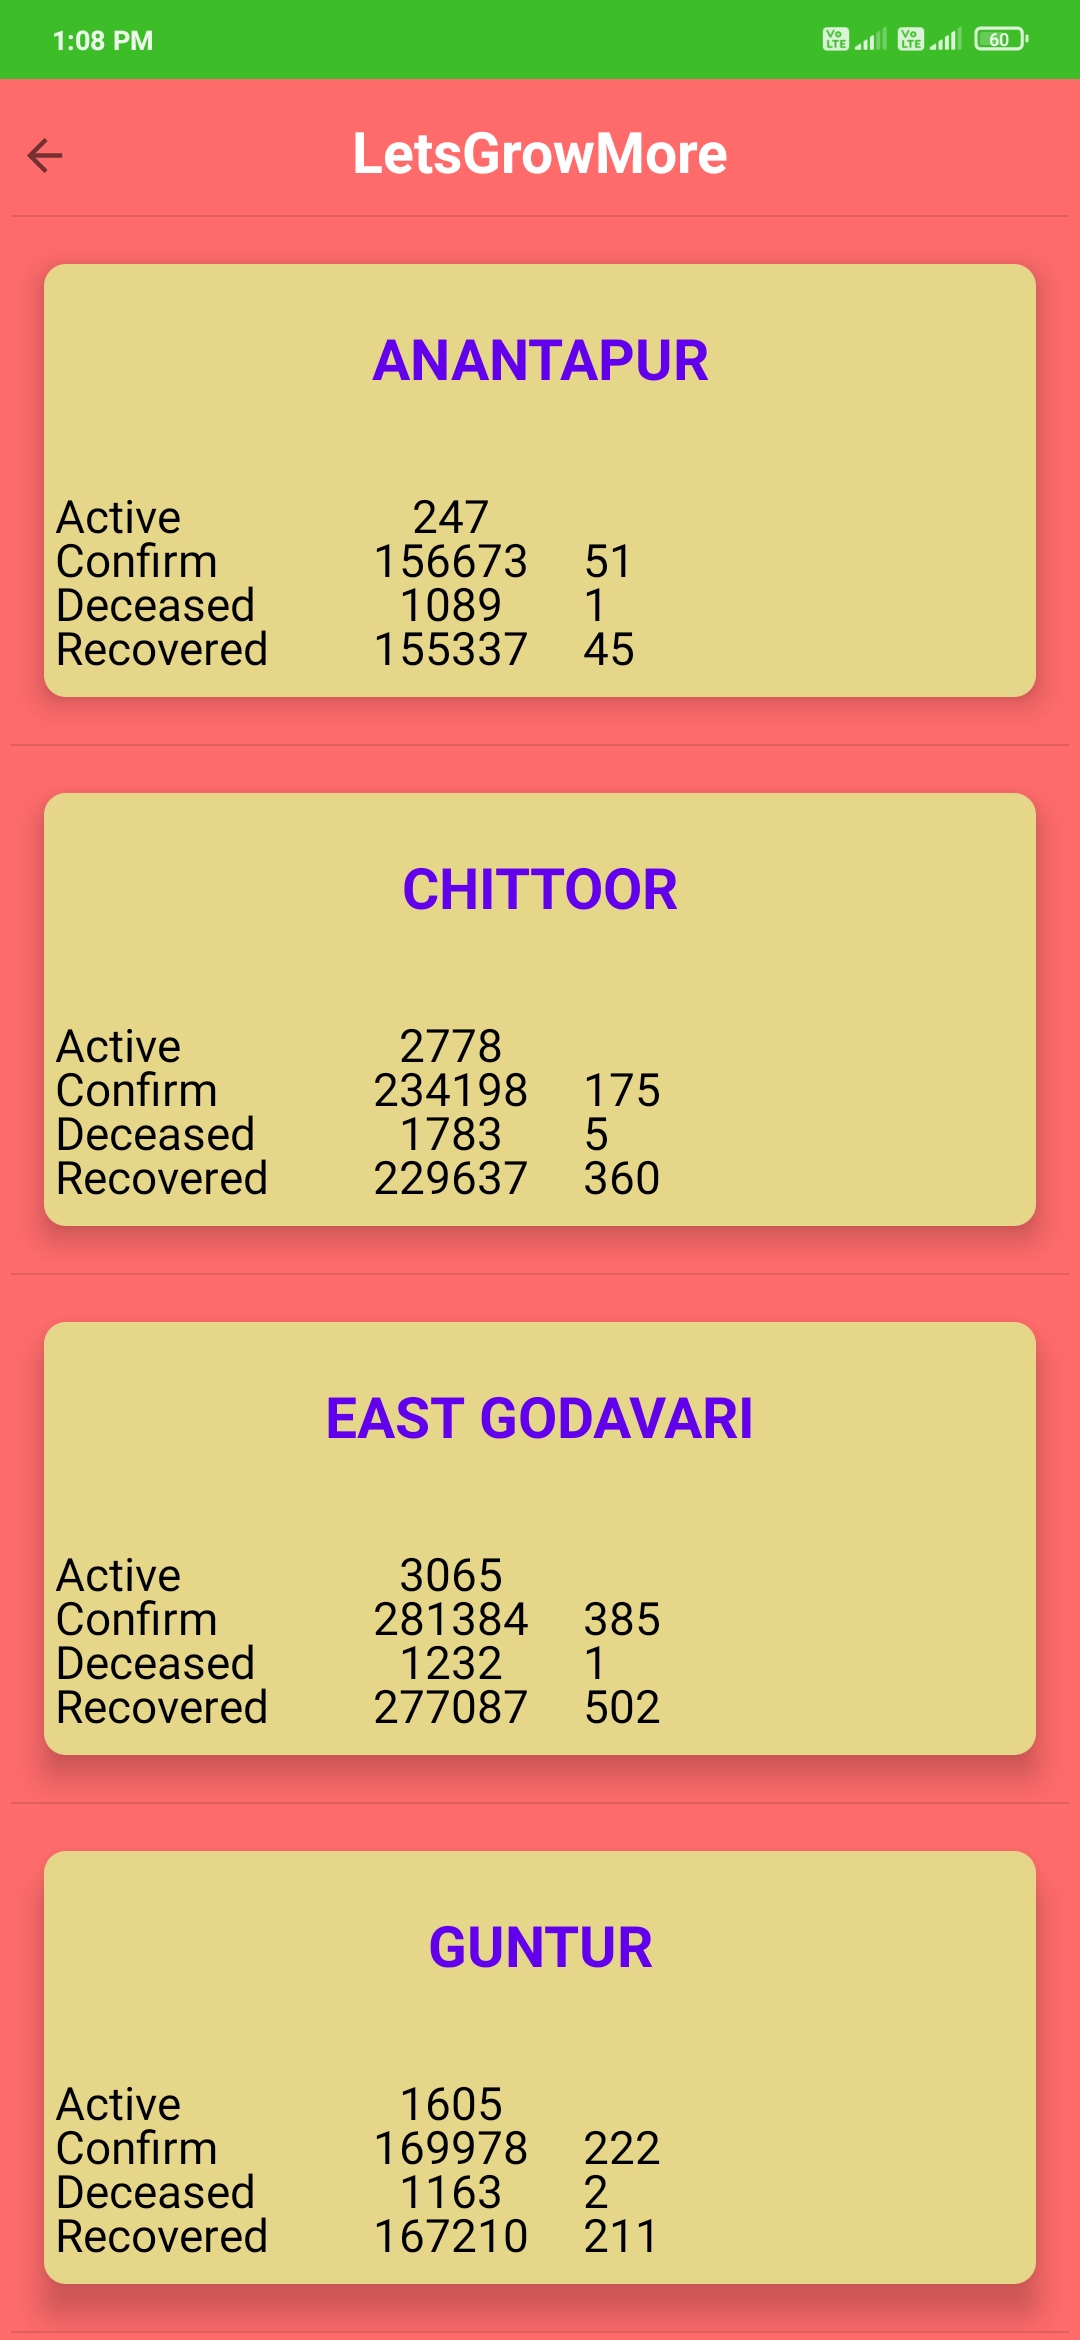 1:08 PM Vo LTE Vo LTE 60
LetsGrowMore
ANANTAPUR
Active 247
Confirm 156673 51
Deceased 1089 1
Recovered 155337 45
CHITTOOR
Active 2778
Confirm 234198 175
Deceased 1783 5
Recovered 229637 360
EAST GODAVARI
Active 3065
Confirm 281384 385
Deceased 1232 1
Recovered 277087 502
GUNTUR
Active 1605
Confirm 169978 222
Deceased 1163 2
Recovered 167210 211